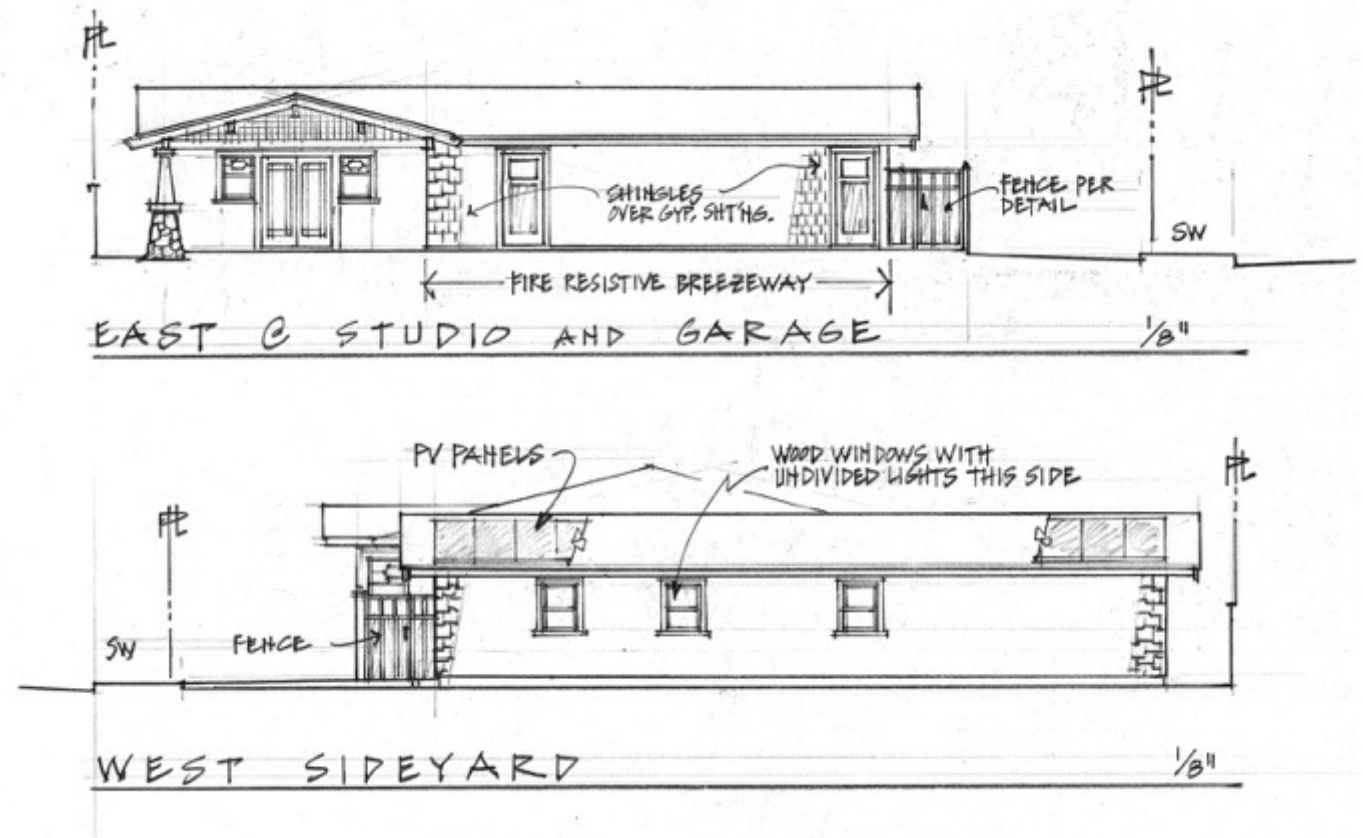 PL
PL
SHINGLES
OVER GYP. SHT'NG.
FENCE PER
DETAIL
SW
FIRE RESISTIVE BREEZEWAY
EAST @ STUDIO AND GARAGE 1/8"
PV PANELS
WOOD WINDOWS WITH
UNDIVIDED LIGHTS THIS SIDE
PL
PL
SW
FENCE
WEST SIDEYARD 1/8"